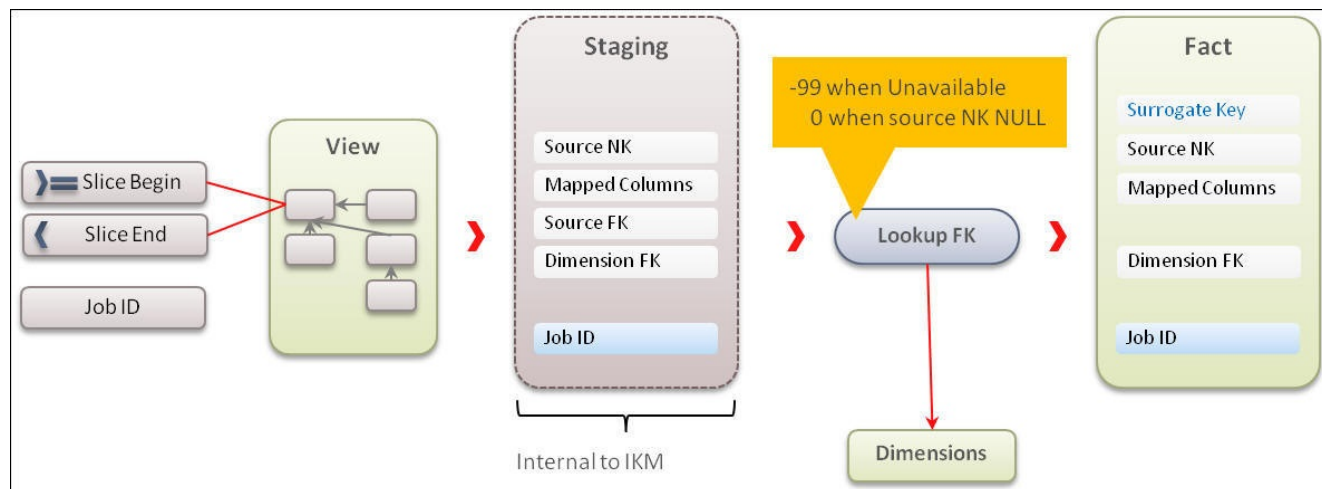 Slice Begin
Slice End
Job ID
View
Staging
Source NK
Mapped Columns
Source FK
Dimension FK
Job ID
Internal to IKM
-99 when Unavailable
0 when source NK NULL
Lookup FK
Dimensions
Fact
Surrogate Key
Source NK
Mapped Columns
Dimension FK
Job ID